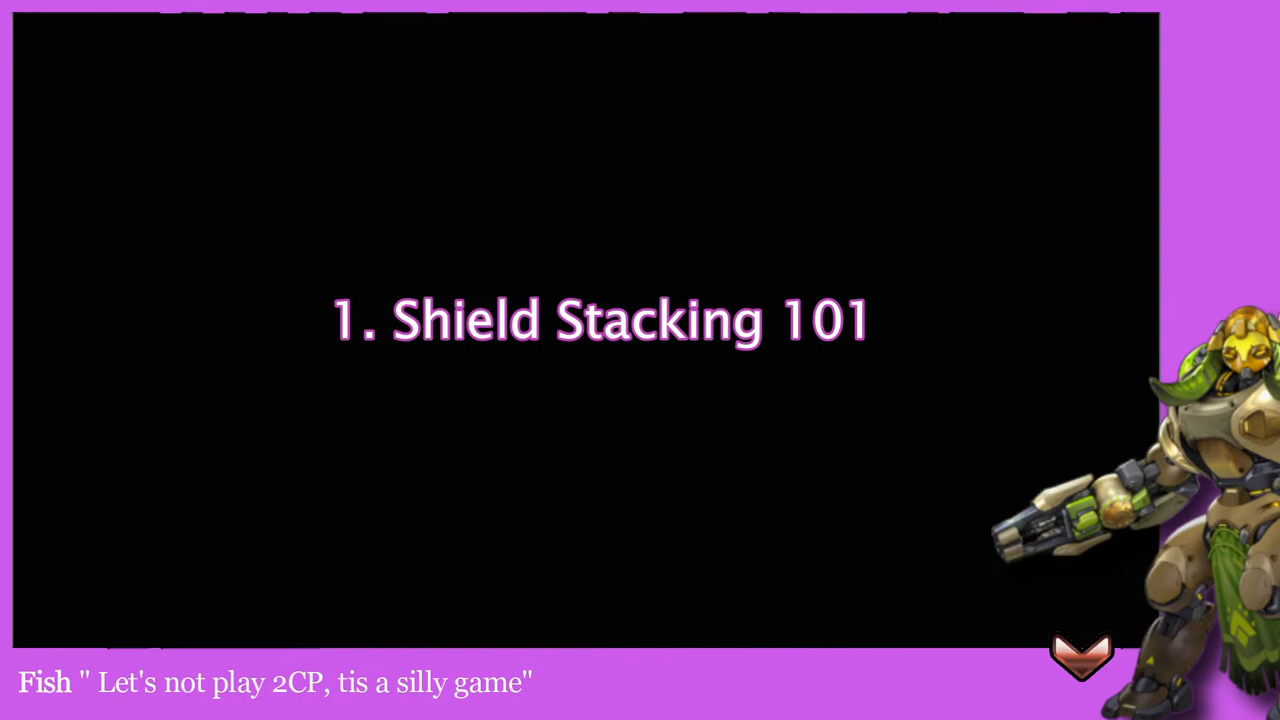 1. Shield Stacking 101
Fish " Let's not play 2CP, tis a silly game"